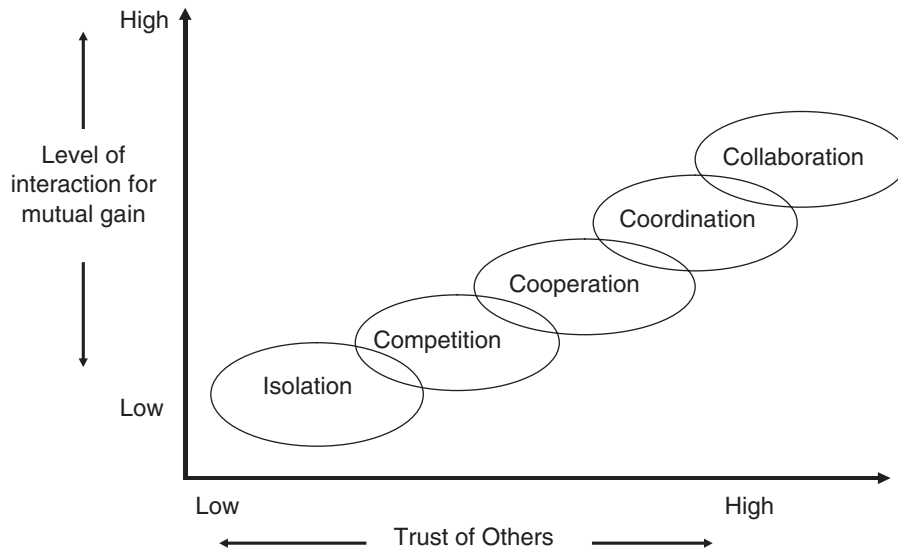 High
Level of
interaction for
mutual gain
Collaboration
Coordination
Cooperation
Competition
Isolation
Low
Low
High
Trust of Others